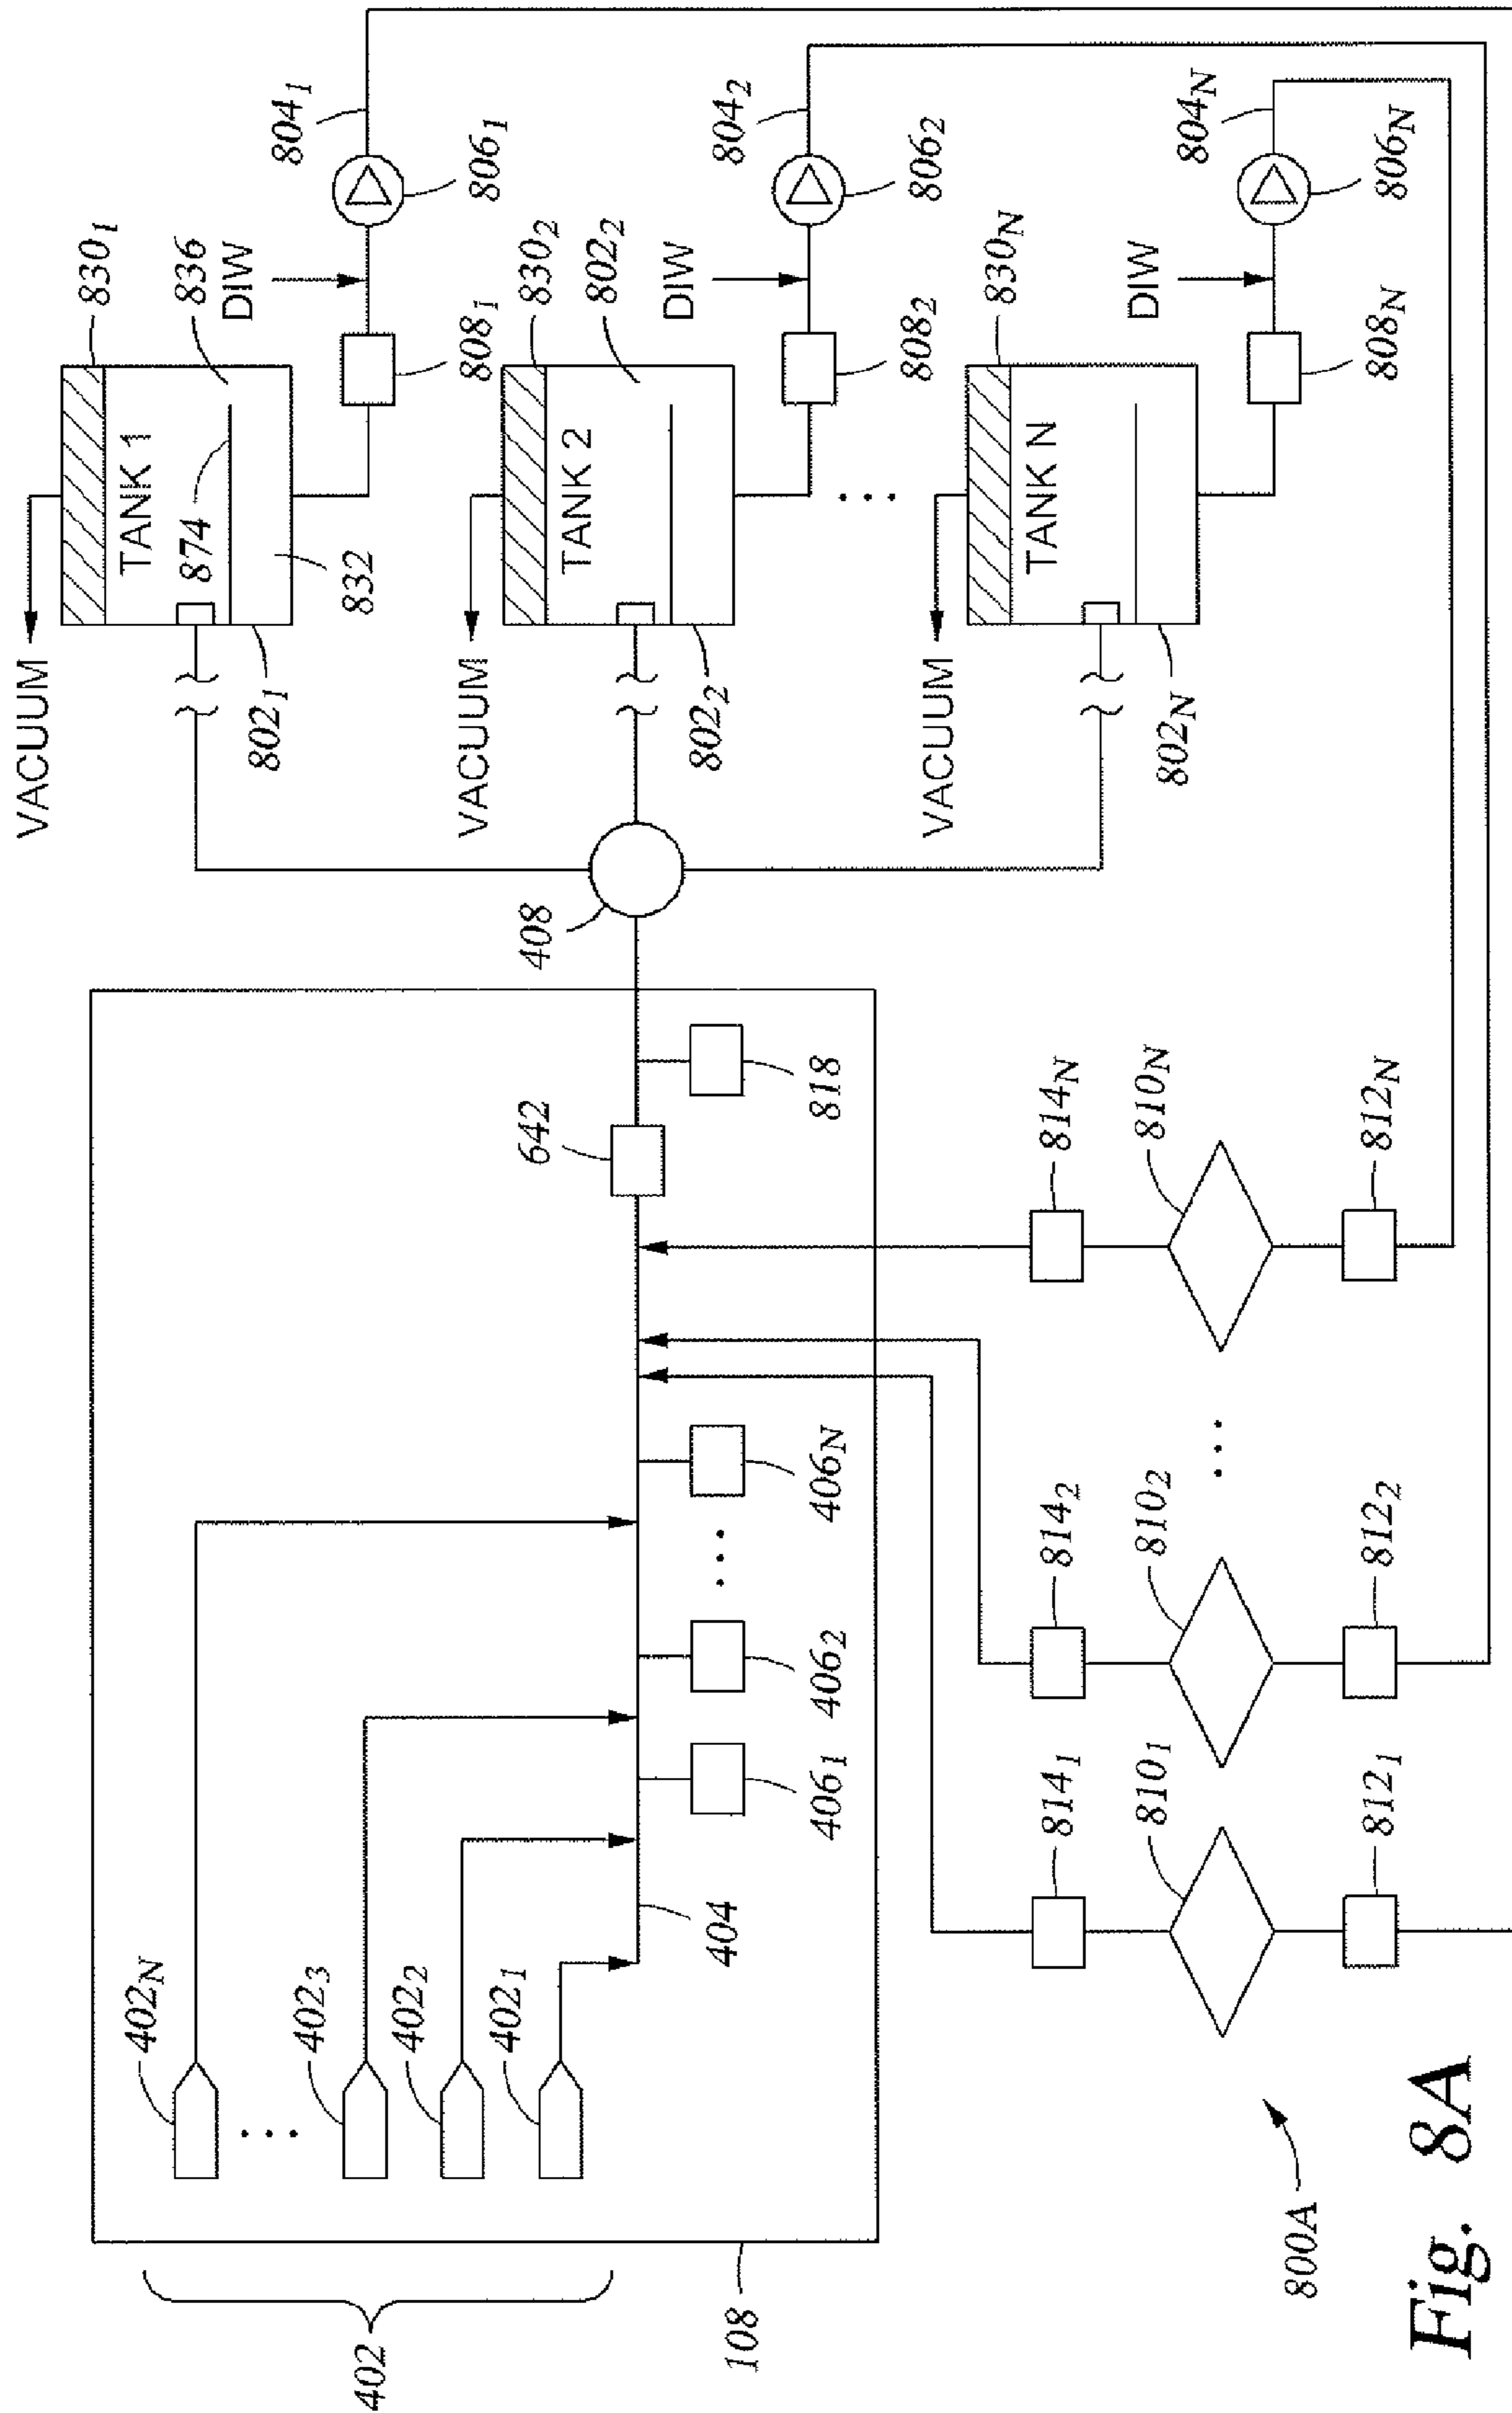 VACUUM
TANK 1
830₁
836
874
832
802₁
DIW
808₁
804₁
806₁
VACUUM
TANK 2
830₂
802₂
802₂
DIW
808₂
804₂
806₂
VACUUM
TANK N
830N
802N
DIW
808N
804N
806N
408
642
818
402
402N
402₃
402₂
402₁
404
406₁
406₂
406N
108
814₁
814₂
814N
810₁
810₂
810N
812₁
812₂
812N
800A
Fig. 8A